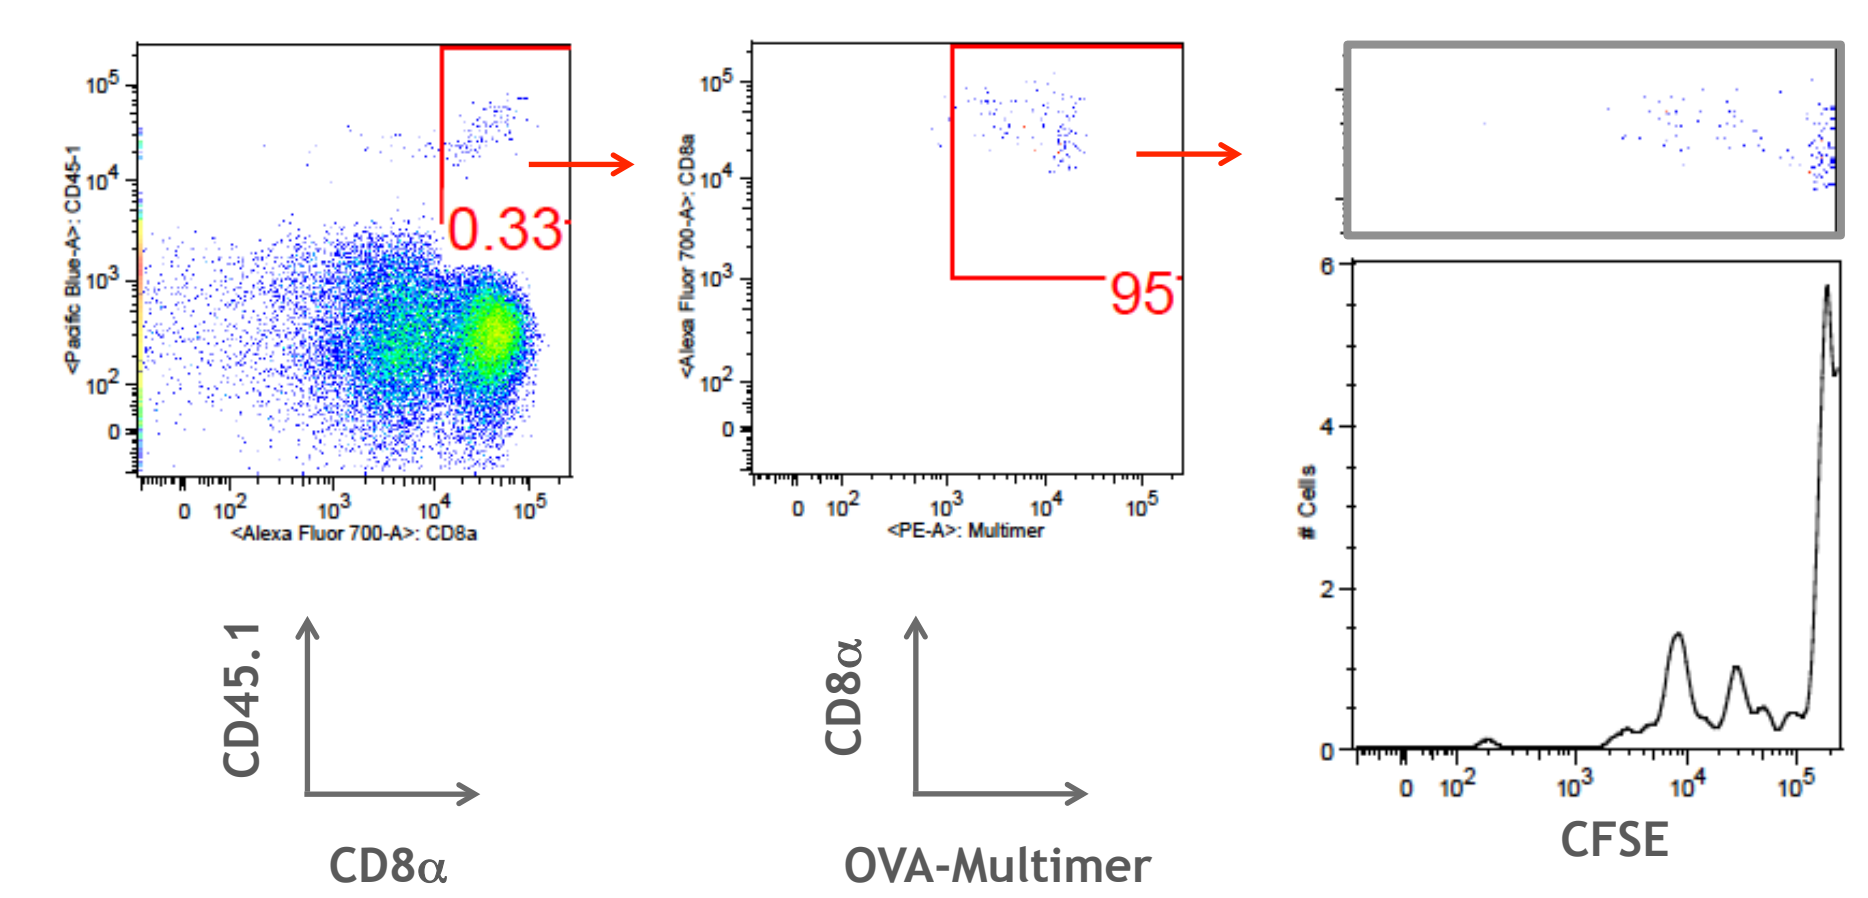 10^5
10^4
10^3
10^2
0
<Pacific Blue-A>: CD45-1
0.33
0 10^2 10^3 10^4 10^5
<Alexa Fluor 700-A>: CD8a
10^5
10^4
10^3
10^2
0
<Alexa Fluor 700-A>: CD8a
95
0 10^2 10^3 10^4 10^5
<PE-A>: Multimer
6
4
2
0
# Cells
0 10^2 10^3 10^4 10^5
CFSE
CD45.1
CD8α
CD8α
OVA-Multimer